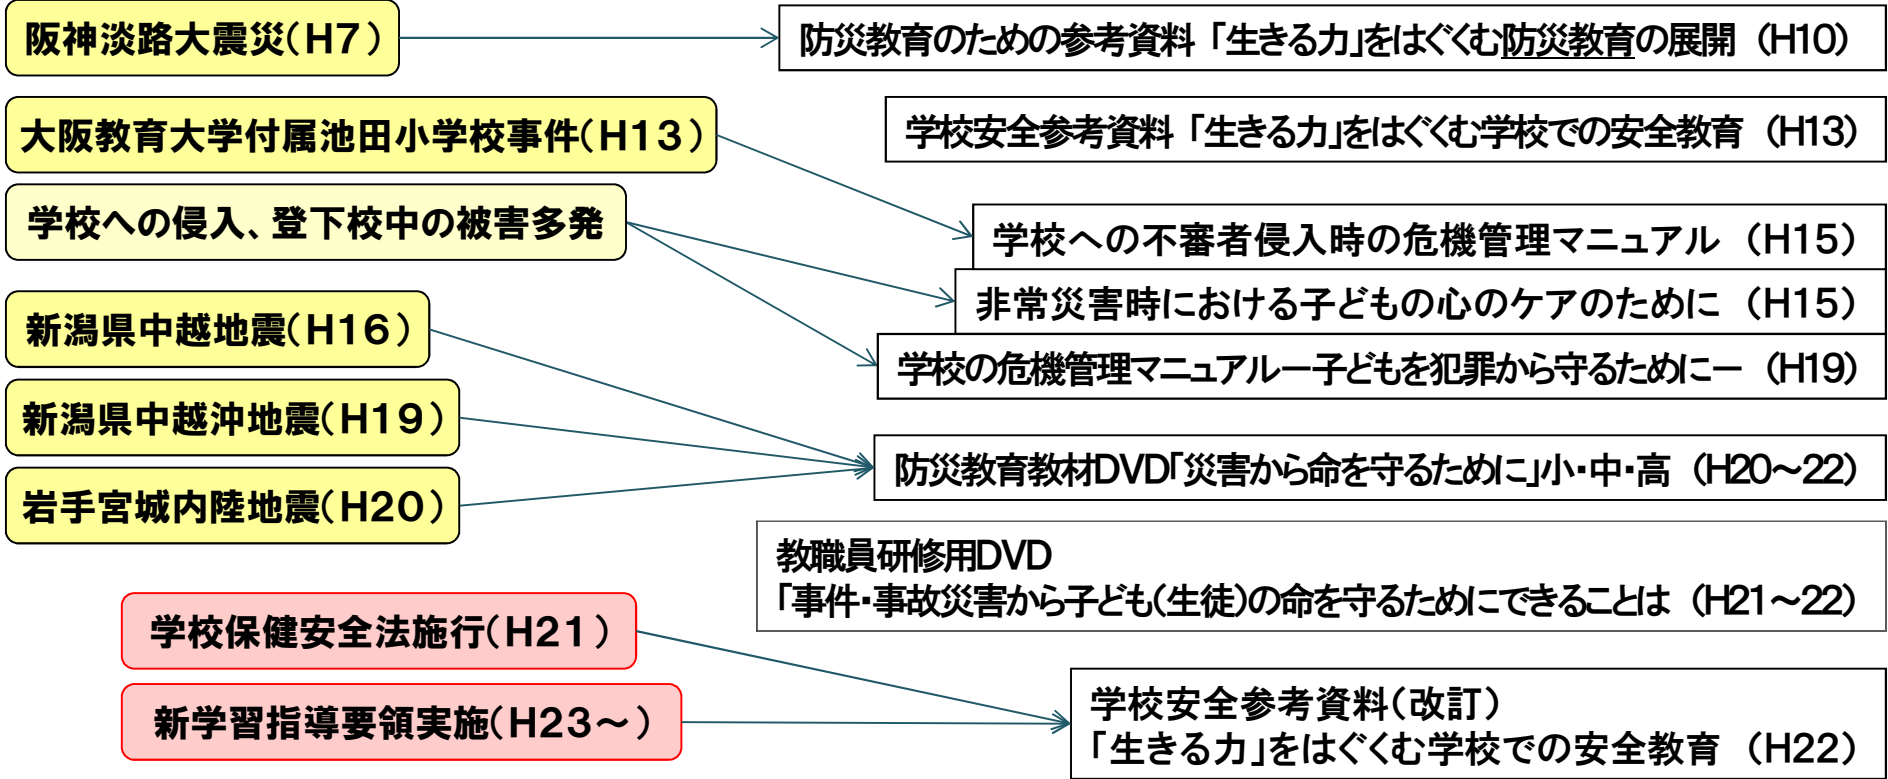 阪神淡路大震災(H7)
防災教育のための参考資料「生きる力」をはぐくむ防災教育の展開 (H10)
大阪教育大学付属池田小学校事件(H13)
学校安全参考資料「生きる力」をはぐくむ学校での安全教育 (H13)
学校への侵入、登下校中の被害多発
学校への不審者侵入時の危機管理マニュアル (H15)
非常災害時における子どもの心のケアのために (H15)
新潟県中越地震(H16)
学校の危機管理マニュアルー子どもを犯罪から守るためにー (H19)
新潟県中越沖地震(H19)
防災教育教材DVD「災害から命を守るために」小・中・高 (H20~22)
岩手宮城内陸地震(H20)
教職員研修用DVD
「事件・事故災害から子ども(生徒)の命を守るためにできることは (H21~22)
学校保健安全法施行(H21)
新学習指導要領実施(H23~)
学校安全参考資料(改訂)
「生きる力」をはぐくむ学校での安全教育 (H22)